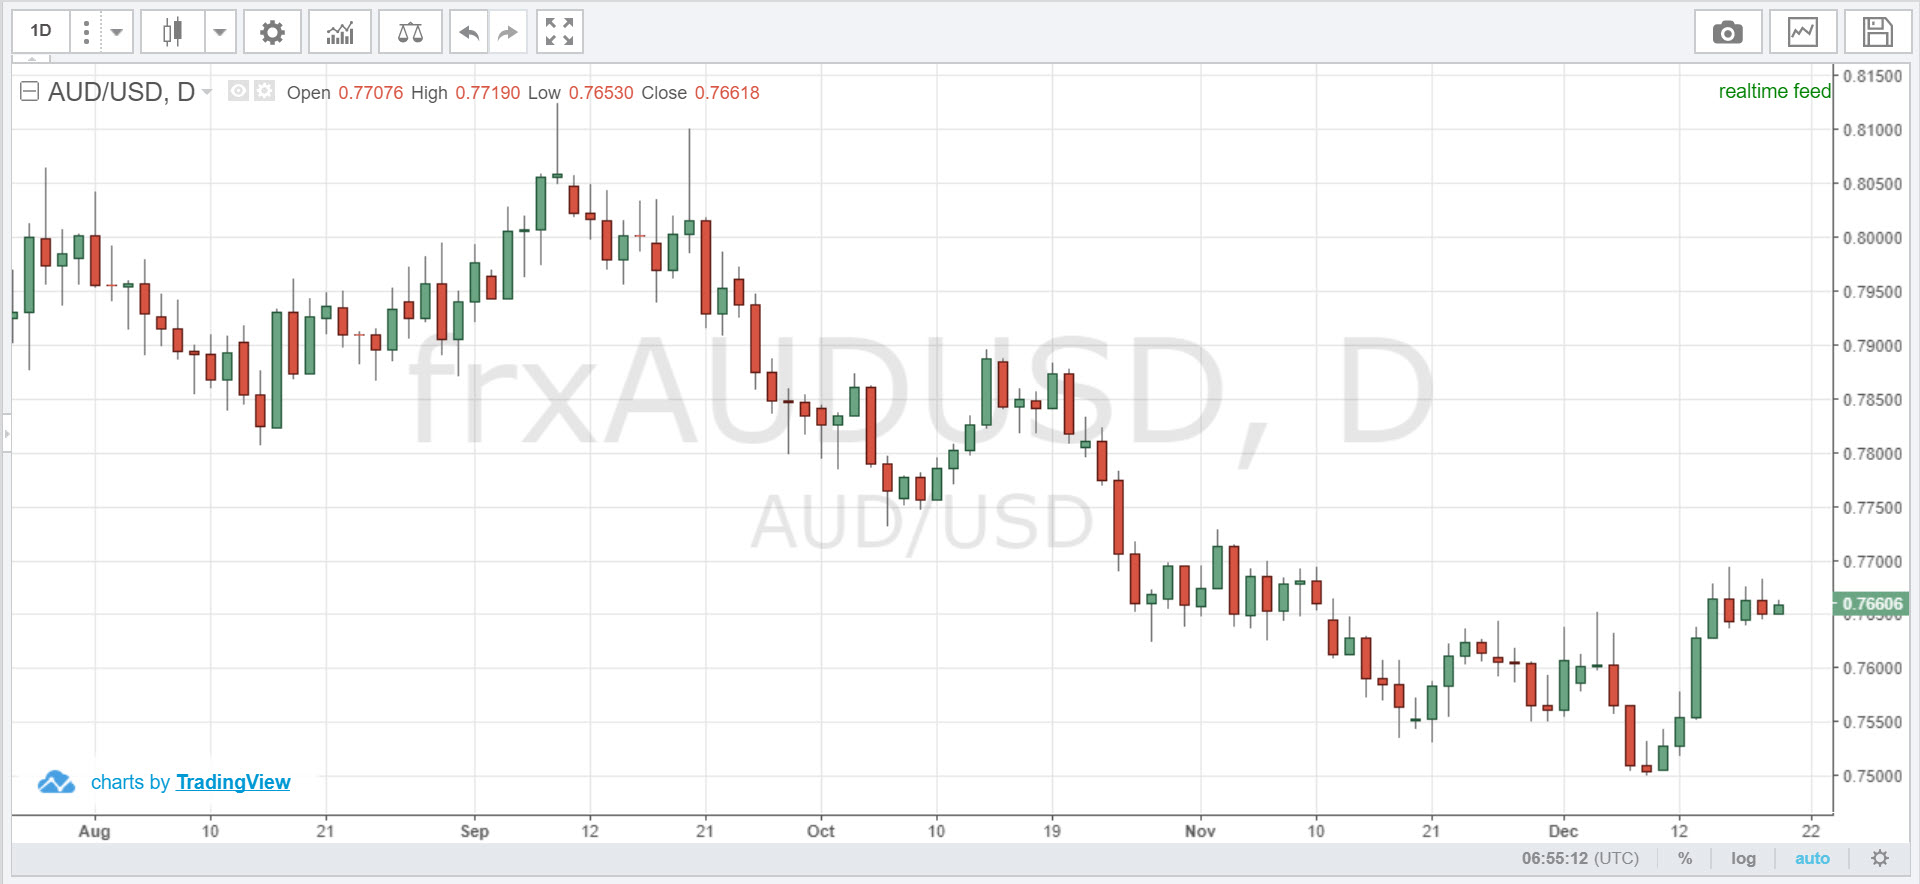 1D
AUD/USD, D Open 0.77076 High 0.77190 Low 0.76530 Close 0.76618
realtime feed
0.81500
0.81000
0.80500
0.80000
0.79500
0.79000
0.78500
0.78000
0.77500
0.77000
0.76606
0.76000
0.75500
0.75000
frxAUDUSD, D
AUD/USD
charts by TradingView
Aug 10 21 Sep 12 21 Oct 10 19 Nov 10 21 Dec 12 22
06:55:12 (UTC) % log auto